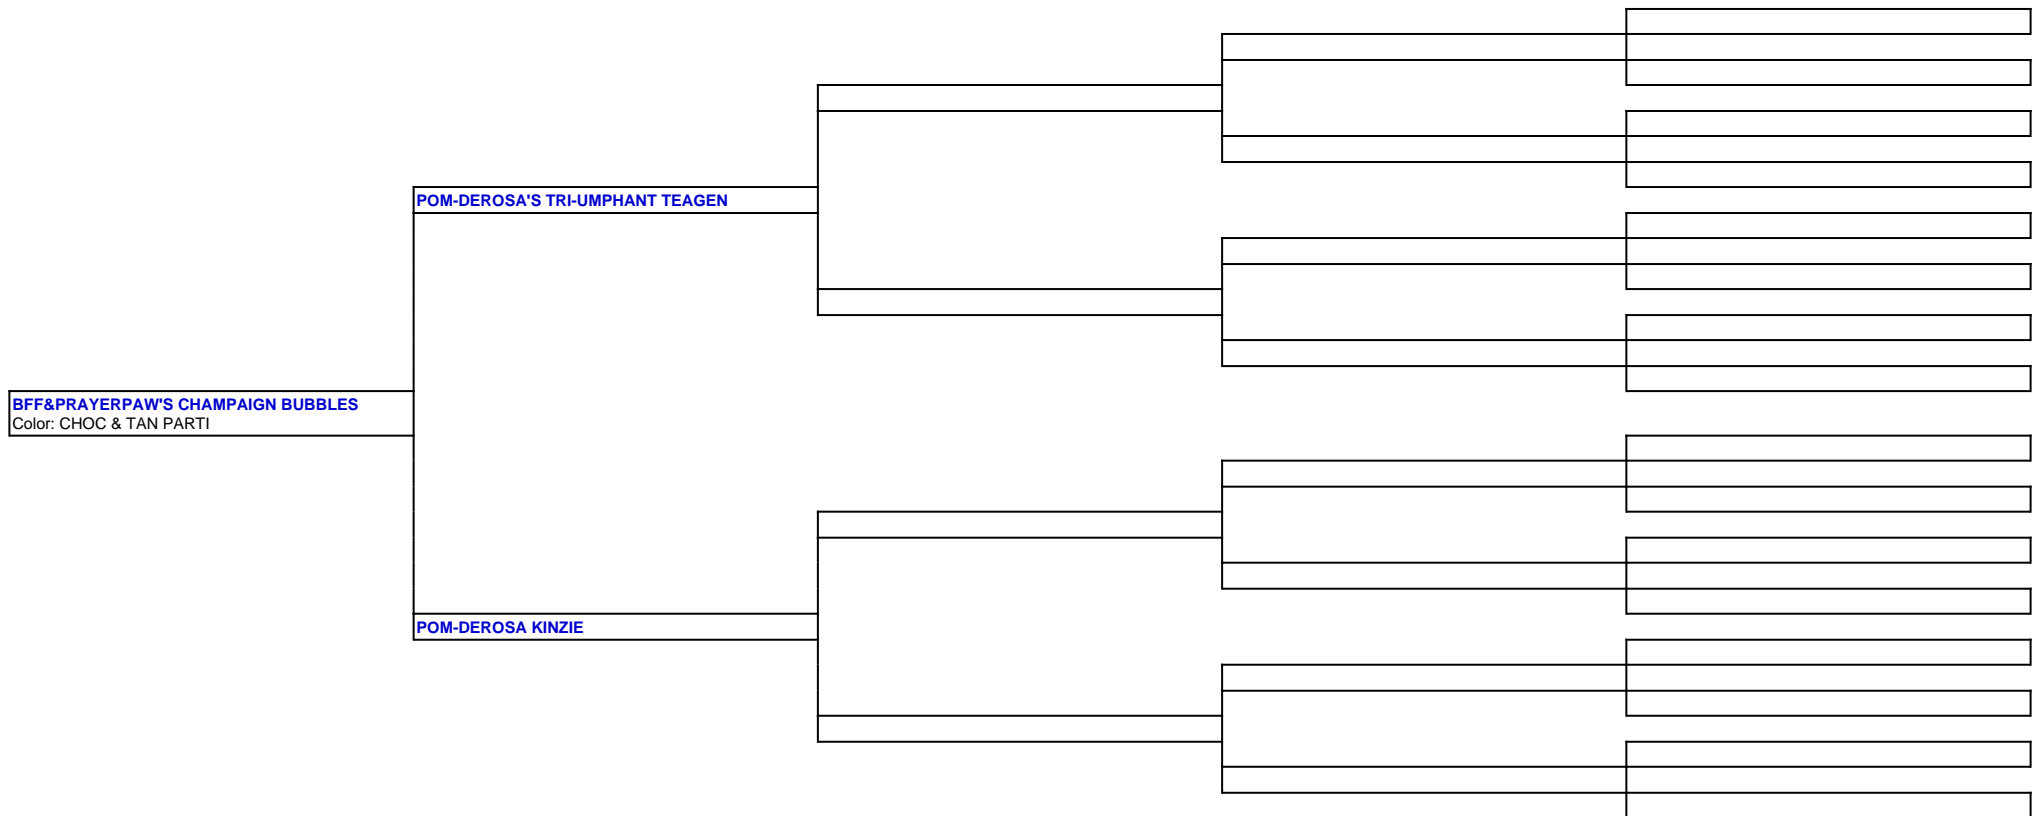 POM-DEROSA'S TRI-UMPHANT TEAGEN
BFF&PRAYERPAW'S CHAMPAIGN BUBBLES
Color: CHOC & TAN PARTI
POM-DEROSA KINZIE